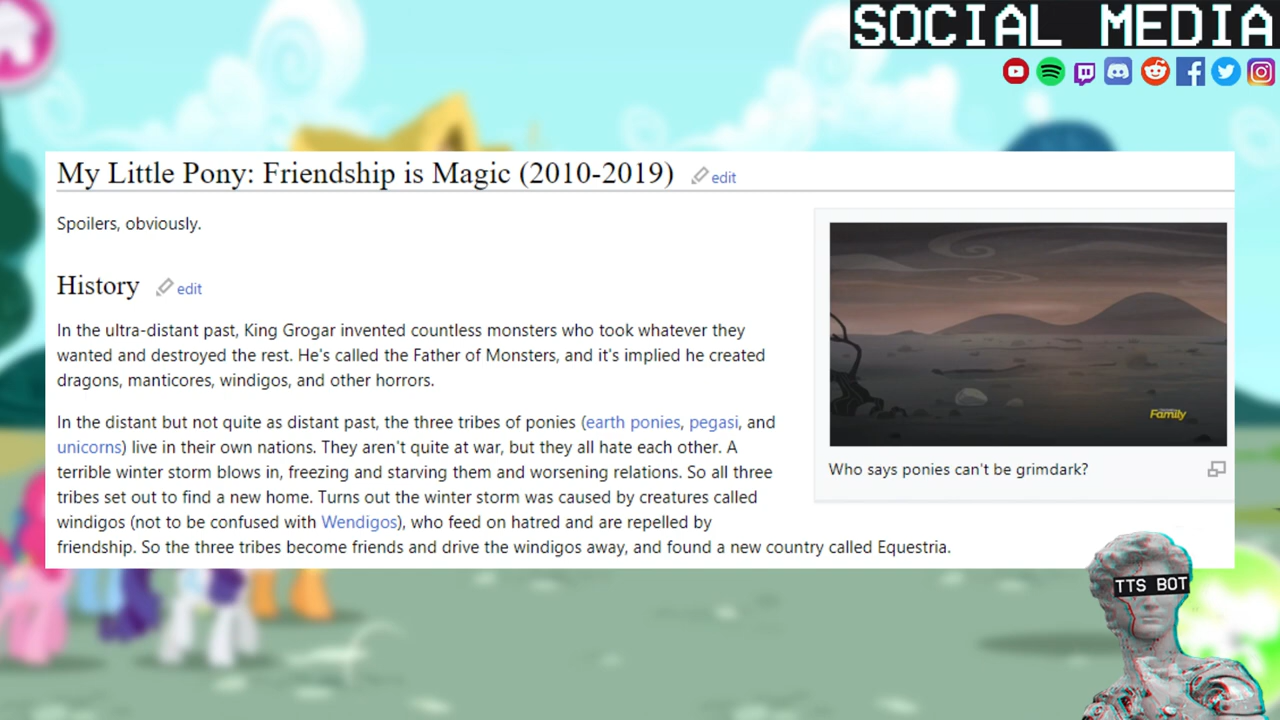 SOCIAL MEDIA
My Little Pony: Friendship is Magic (2010-2019) edit
Spoilers, obviously.
History edit
In the ultra-distant past, King Grogar invented countless monsters who took whatever they
wanted and destroyed the rest. He's called the Father of Monsters, and it's implied he created
dragons, manticores, windigos, and other horrors.
In the distant but not quite as distant past, the three tribes of ponies (earth ponies, pegasi, and
unicorns) live in their own nations. They aren't quite at war, but they all hate each other. A
terrible winter storm blows in, freezing and starving them and worsening relations. So all three
tribes set out to find a new home. Turns out the winter storm was caused by creatures called
windigos (not to be confused with Wendigos), who feed on hatred and are repelled by
friendship. So the three tribes become friends and drive the windigos away, and found a new country called Equestria.
Family
Who says ponies can't be grimdark?
TTS BOT